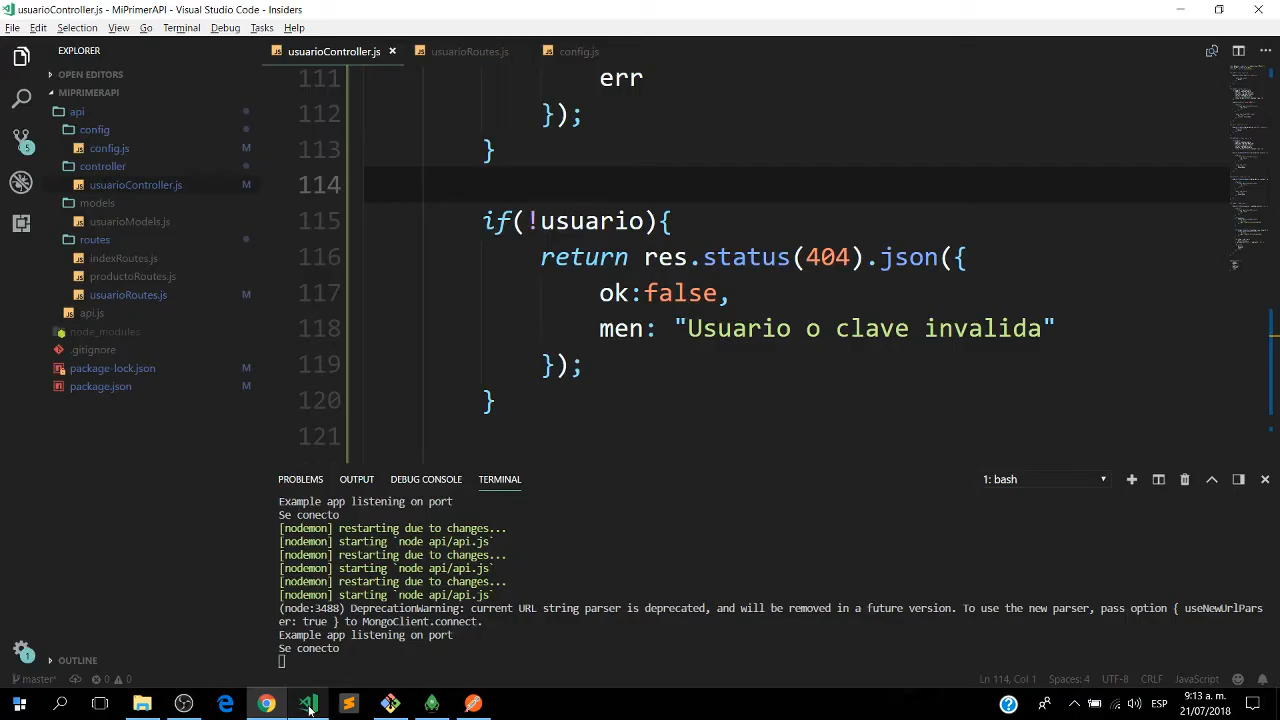 usuarioController.js - MiPrimerAPI - Visual Studio Code - Insiders
File Edit Selection View Go Terminal Debug Tasks Help
EXPLORER
OPEN EDITORS
MIPRIMERAPI
api
config
config.js M
controller
usuarioController.js M
models
usuarioModels.js
routes
indexRoutes.js
productoRoutes.js
usuarioRoutes.js M
api.js
node_modules
.gitignore
package-lock.json M
package.json M
OUTLINE
5
1
usuarioController.js usuarioRoutes.js config.js
111 err
112 });
113 }
114
115 if(!usuario){
116 return res.status(404).json({
117 ok:false,
118 men: "Usuario o clave invalida"
119 });
120 }
121
PROBLEMS OUTPUT DEBUG CONSOLE TERMINAL 1: bash
Example app listening on port
Se conecto
[nodemon] restarting due to changes...
[nodemon] starting `node api/api.js`
[nodemon] restarting due to changes...
[nodemon] starting `node api/api.js`
[nodemon] restarting due to changes...
[nodemon] starting `node api/api.js`
(node:3488) DeprecationWarning: current URL string parser is deprecated, and will be removed in a future version. To use the new parser, pass option { useNewUrlPars
er: true } to MongoClient.connect.
Example app listening on port
Se conecto
master* 0 0 Ln 114, Col 1 Spaces: 4 UTF-8 CRLF JavaScript
ESP 9:13 a. m.
21/07/2018